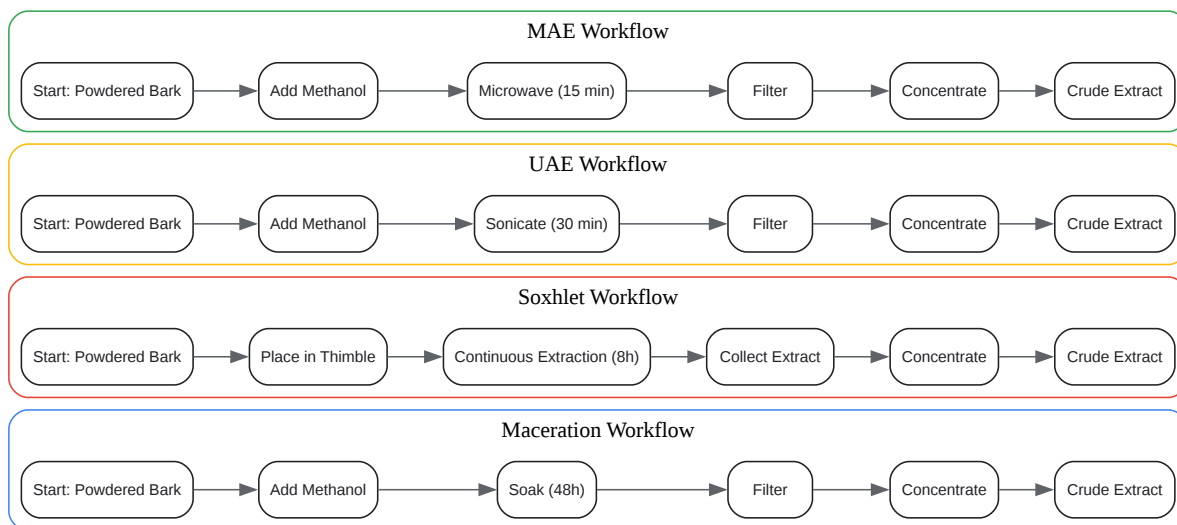 MAE Workflow
Start: Powdered Bark
Add Methanol
Microwave (15 min)
Filter
Concentrate
Crude Extract
UAE Workflow
Start: Powdered Bark
Add Methanol
Sonicate (30 min)
Filter
Concentrate
Crude Extract
Soxhlet Workflow
Start: Powdered Bark
Place in Thimble
Continuous Extraction (8h)
Collect Extract
Concentrate
Crude Extract
Maceration Workflow
Start: Powdered Bark
Add Methanol
Soak (48h)
Filter
Concentrate
Crude Extract